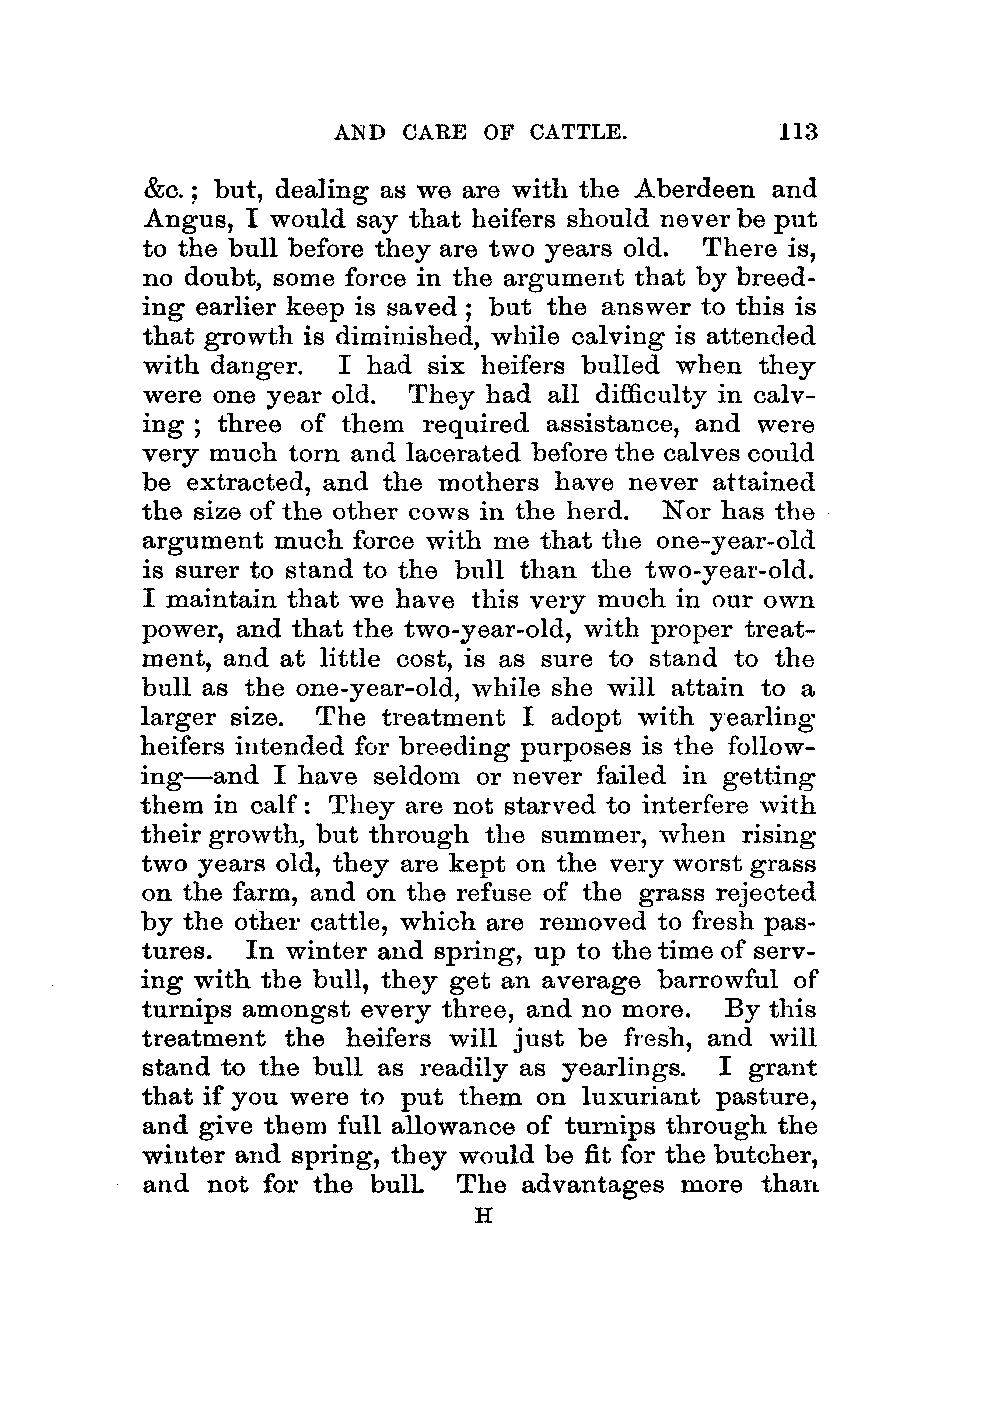 AND CARE OF CATTLE. 113
&c.; but, dealing as we are with the Aberdeen and
Angus, I would say that heifers should never be put
to the bull before they are two years old. There is,
no doubt, some force in the argument that by breed-
ing earlier keep is saved; but the answer to this is
that growth is diminished, while calving is attended
with danger. I had six heifers bulled when they
were one year old. They had all difficulty in calv-
ing; three of them required assistance, and were
very much torn and lacerated before the calves could
be extracted, and the mothers have never attained
the size of the other cows in the herd. Nor has the
argument much force with me that the one-year-old
is surer to stand to the bull than the two-year-old.
I maintain that we have this very much in our own
power, and that the two-year-old, with proper treat-
ment, and at little cost, is as sure to stand to the
bull as the one-year-old, while she will attain to a
larger size. The treatment I adopt with yearling
heifers intended for breeding purposes is the follow-
ing—and I have seldom or never failed in getting
them in calf: They are not starved to interfere with
their growth, but through the summer, when rising
two years old, they are kept on the very worst grass
on the farm, and on the refuse of the grass rejected
by the other cattle, which are removed to fresh pas-
tures. In winter and spring, up to the time of serv-
ing with the bull, they get an average barrowful of
turnips amongst every three, and no more. By this
treatment the heifers will just be fresh, and will
stand to the bull as readily as yearlings. I grant
that if you were to put them on luxuriant pasture,
and give them full allowance of turnips through the
winter and spring, they would be fit for the butcher,
and not for the bull. The advantages more than
H